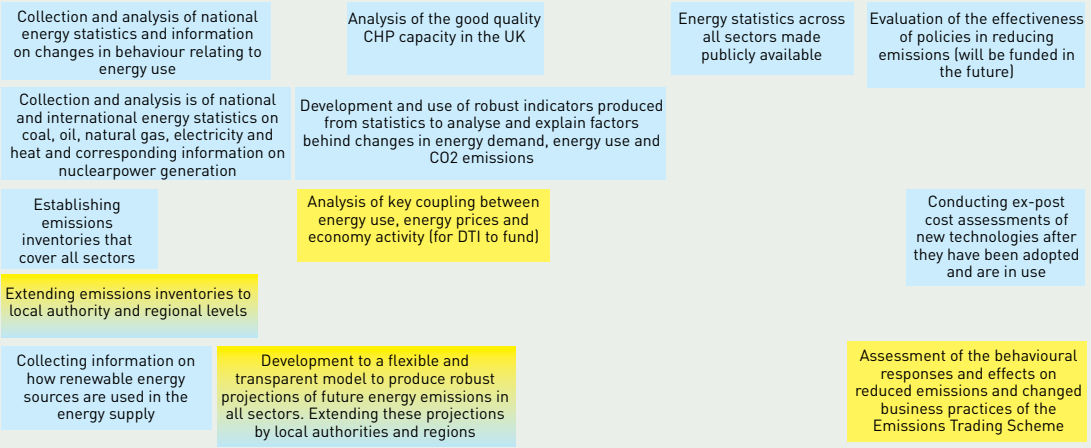 Collection and analysis of national
energy statistics and information
on changes in behaviour relating to
energy use
Analysis of the good quality
CHP capacity in the UK
Energy statistics across
all sectors made
publicly available
Evaluation of the effectiveness
of policies in reducing
emissions (will be funded in
the future)
Collection and analysis is of national
and international energy statistics on
coal, oil, natural gas, electricity and
heat and corresponding information on
nuclearpower generation
Development and use of robust indicators produced
from statistics to analyse and explain factors
behind changes in energy demand, energy use and
CO2 emissions
Establishing
emissions
inventories that
cover all sectors
Analysis of key coupling between
energy use, energy prices and
economy activity (for DTI to fund)
Conducting ex-post
cost assessments of
new technologies after
they have been adopted
and are in use
Extending emissions inventories to
local authority and regional levels
Collecting information on
how renewable energy
sources are used in the
energy supply
Development to a flexible and
transparent model to produce robust
projections of future energy emissions in
all sectors. Extending these projections
by local authorities and regions
Assessment of the behavioural
responses and effects on
reduced emissions and changed
business practices of the
Emissions Trading Scheme